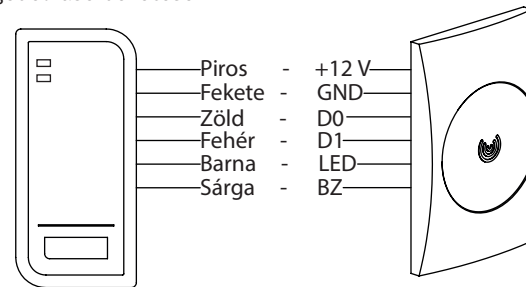 Piros - +12 V
Fekete - GND
Zöld - D0
Fehér - D1
Barna - LED
Sárga - BZ